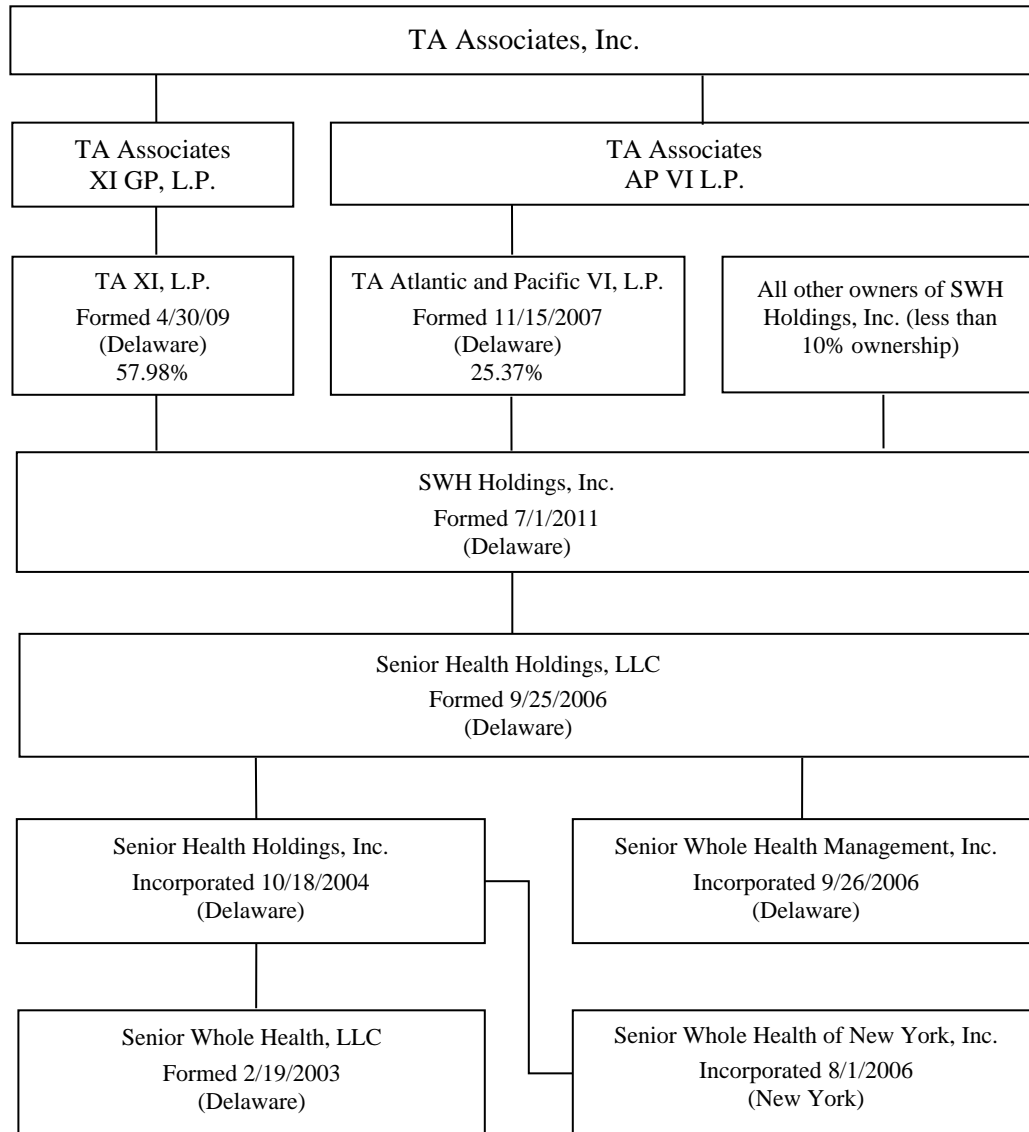 TA Associates, Inc.
TA Associates
XI GP, L.P.
TA Associates
AP VI L.P.
TA XI, L.P.
Formed 4/30/09
(Delaware)
57.98%
TA Atlantic and Pacific VI, L.P.
Formed 11/15/2007
(Delaware)
25.37%
All other owners of SWH
Holdings, Inc. (less than
10% ownership)
SWH Holdings, Inc.
Formed 7/1/2011
(Delaware)
Senior Health Holdings, LLC
Formed 9/25/2006
(Delaware)
Senior Health Holdings, Inc.
Incorporated 10/18/2004
(Delaware)
Senior Whole Health Management, Inc.
Incorporated 9/26/2006
(Delaware)
Senior Whole Health, LLC
Formed 2/19/2003
(Delaware)
Senior Whole Health of New York, Inc.
Incorporated 8/1/2006
(New York)